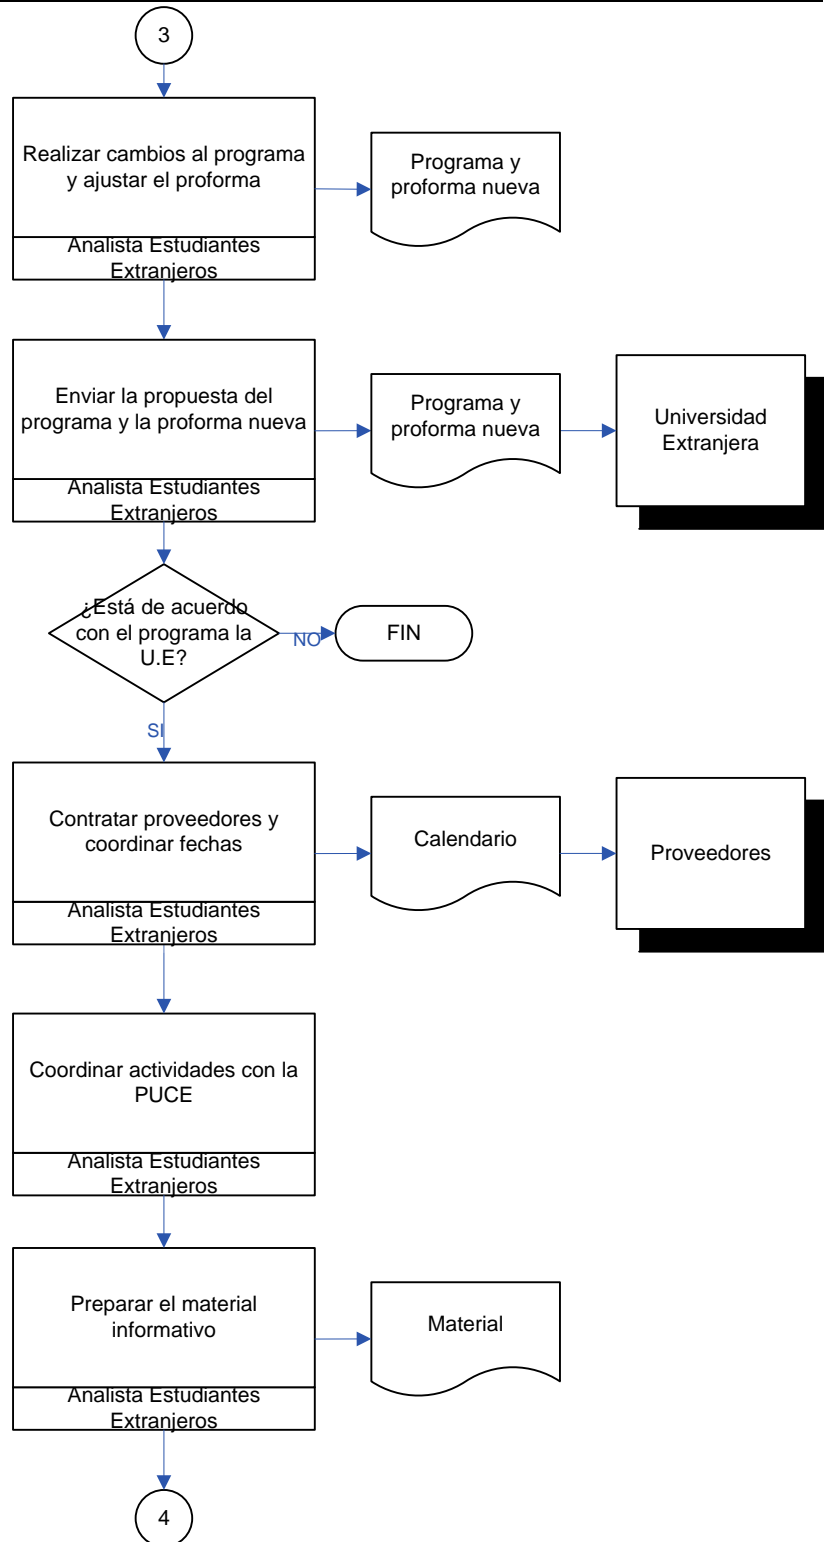 3
Realizar cambios al programa
y ajustar el proforma
Analista Estudiantes
Extranjeros
Programa y
proforma nueva
Enviar la propuesta del
programa y la proforma nueva
Analista Estudiantes
Extranjeros
Programa y
proforma nueva
Universidad
Extranjera
¿Está de acuerdo
con el programa la
U.E?
NO
FIN
SI
Contratar proveedores y
coordinar fechas
Analista Estudiantes
Extranjeros
Calendario
Proveedores
Coordinar actividades con la
PUCE
Analista Estudiantes
Extranjeros
Preparar el material
informativo
Analista Estudiantes
Extranjeros
Material
4